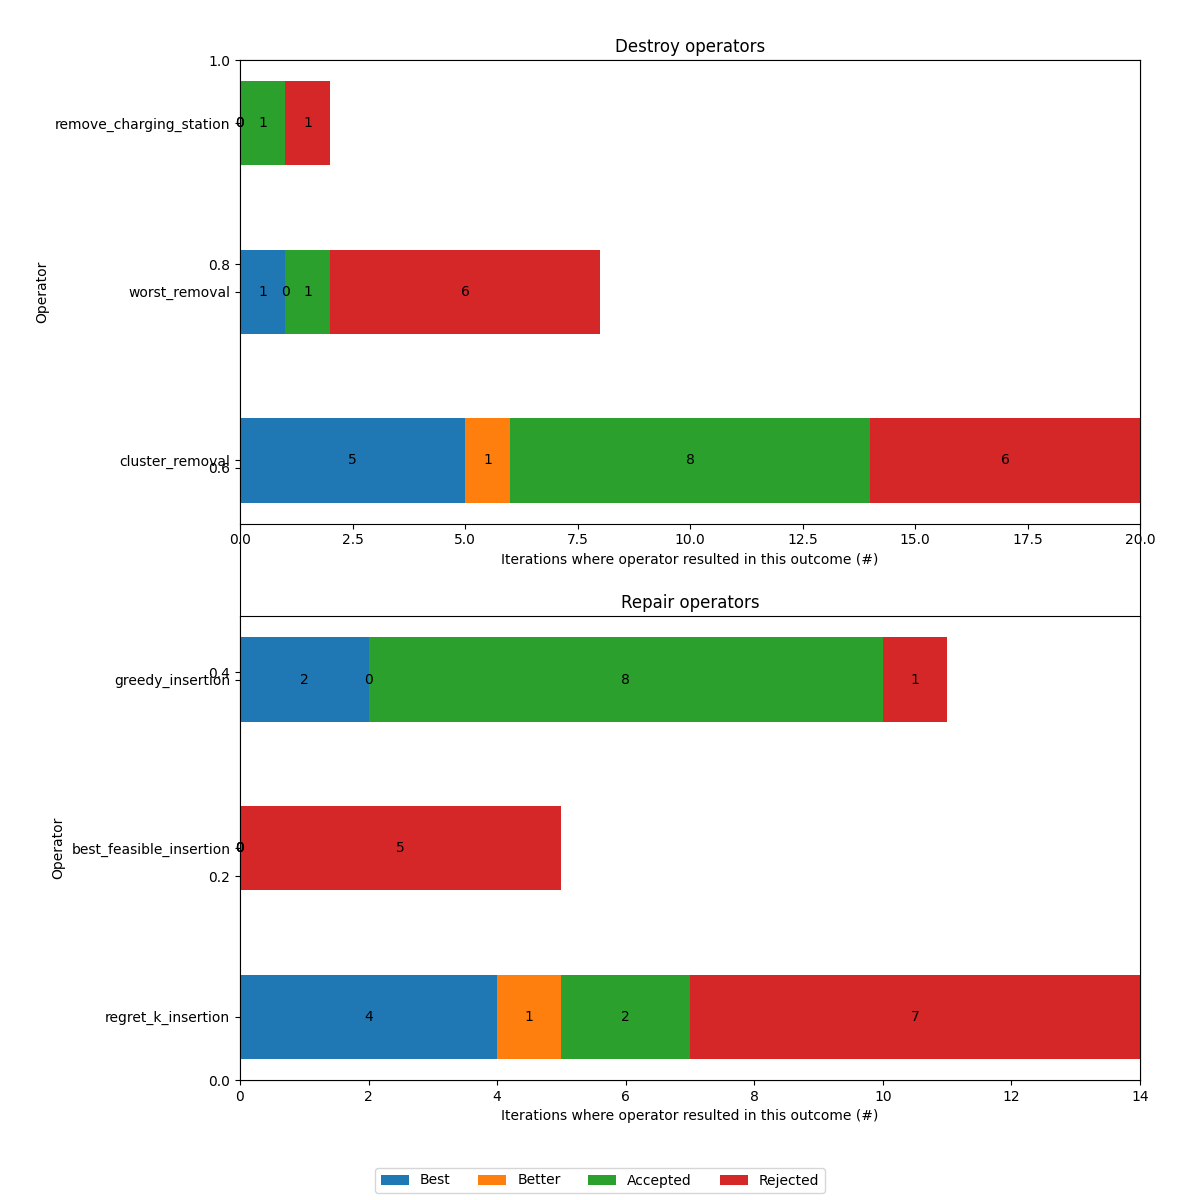 Destroy operators
1.0
remove_charging_station 0 1 1
0.8
Operator
worst_removal 1 0 1 6
cluster_removal 5 1 8 6
0.6
0.0 2.5 5.0 7.5 10.0 12.5 15.0 17.5 20.0
Iterations where operator resulted in this outcome (#)
Repair operators
0.4
greedy_insertion 2 0 8 1
Operator
best_feasible_insertion 0 5
0.2
regret_k_insertion 4 1 2 7
0.0
0 2 4 6 8 10 12 14
Iterations where operator resulted in this outcome (#)
Best Better Accepted Rejected